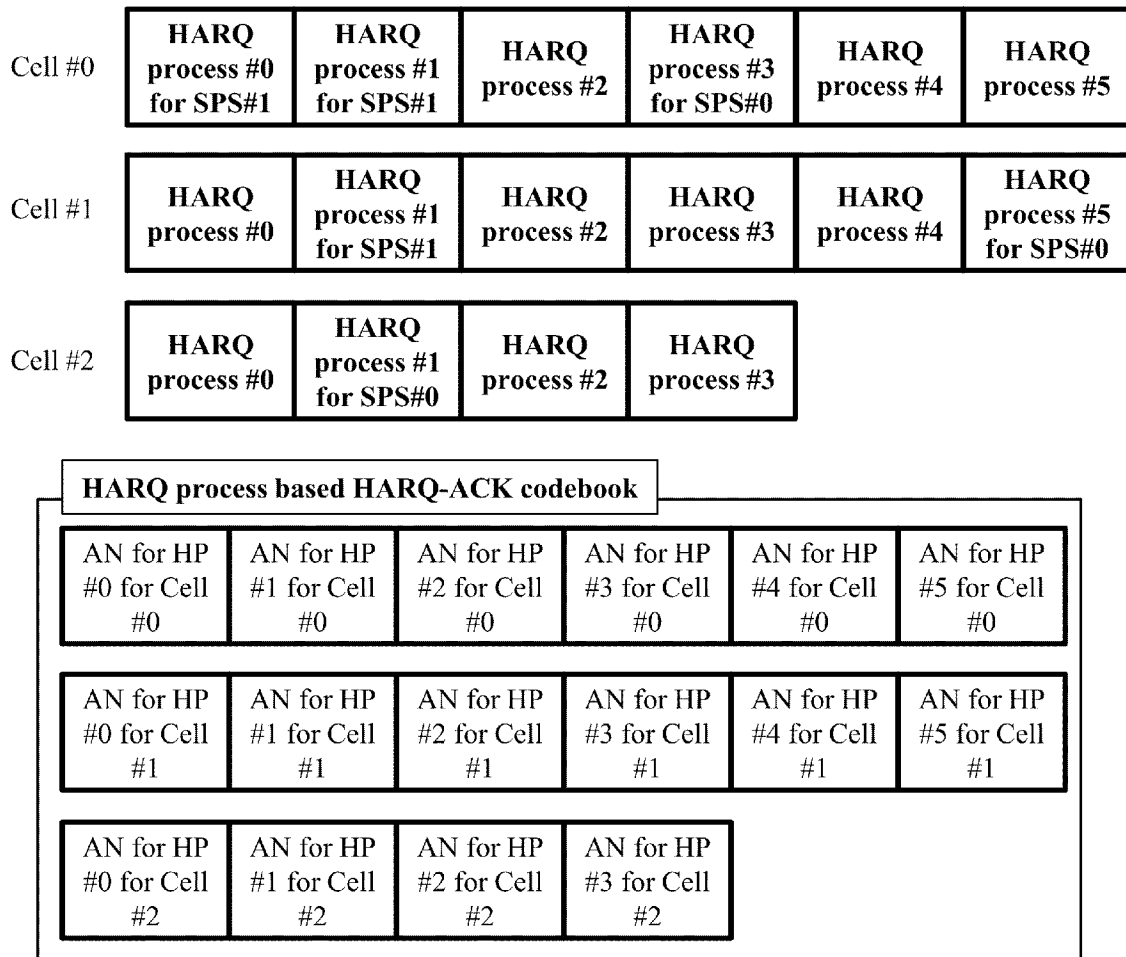 Cell #0
HARQ
process #0
for SPS#1
HARQ
process #1
for SPS#1
HARQ
process #2
HARQ
process #3
for SPS#0
HARQ
process #4
HARQ
process #5
Cell #1
HARQ
process #0
HARQ
process #1
for SPS#1
HARQ
process #2
HARQ
process #3
HARQ
process #4
HARQ
process #5
for SPS#0
Cell #2
HARQ
process #0
HARQ
process #1
for SPS#0
HARQ
process #2
HARQ
process #3
HARQ process based HARQ-ACK codebook
AN for HP
#0 for Cell
#0
AN for HP
#1 for Cell
#0
AN for HP
#2 for Cell
#0
AN for HP
#3 for Cell
#0
AN for HP
#4 for Cell
#0
AN for HP
#5 for Cell
#0
AN for HP
#0 for Cell
#1
AN for HP
#1 for Cell
#1
AN for HP
#2 for Cell
#1
AN for HP
#3 for Cell
#1
AN for HP
#4 for Cell
#1
AN for HP
#5 for Cell
#1
AN for HP
#0 for Cell
#2
AN for HP
#1 for Cell
#2
AN for HP
#2 for Cell
#2
AN for HP
#3 for Cell
#2